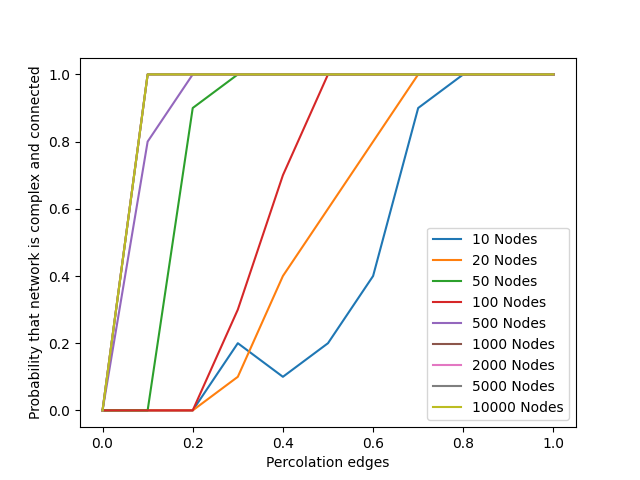 Probability that network is complex and connected
1.0
0.8
0.6
0.4
0.2
0.0
0.0 0.2 0.4 0.6 0.8 1.0
Percolation edges
10 Nodes
20 Nodes
50 Nodes
100 Nodes
500 Nodes
1000 Nodes
2000 Nodes
5000 Nodes
10000 Nodes